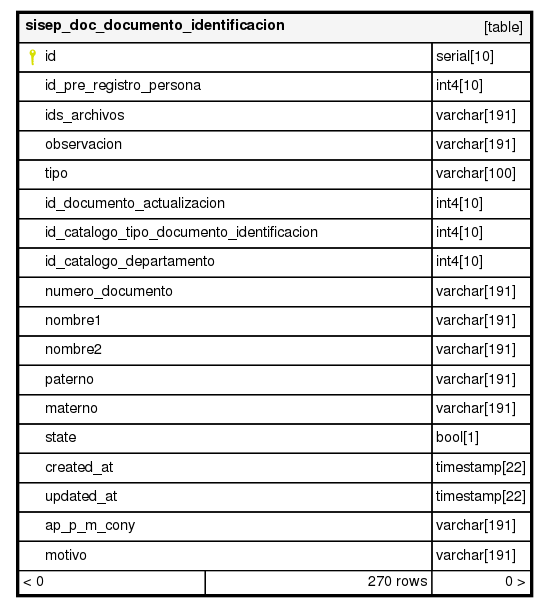 sisep_doc_documento_identificacion [table]
id serial[10]
id_pre_registro_persona int4[10]
ids_archivos varchar[191]
observacion varchar[191]
tipo varchar[100]
id_documento_actualizacion int4[10]
id_catalogo_tipo_documento_identificacion int4[10]
id_catalogo_departamento int4[10]
numero_documento varchar[191]
nombre1 varchar[191]
nombre2 varchar[191]
paterno varchar[191]
materno varchar[191]
state bool[1]
created_at timestamp[22]
updated_at timestamp[22]
ap_p_m_cony varchar[191]
motivo varchar[191]
< 0 270 rows 0 >